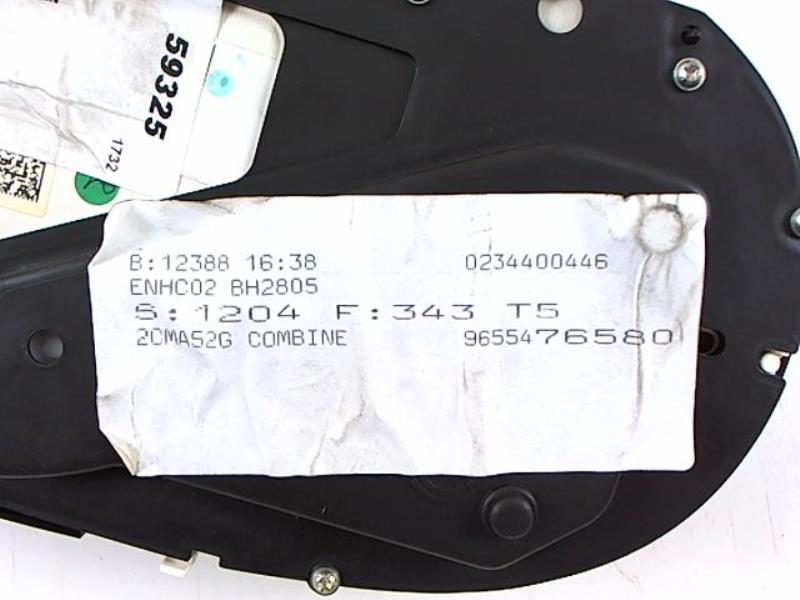 59325
1732
B:12388 16:38 0234400446
ENHC02 BH2805
S:1204 F:343 T5
2CMA52G COMBINE 9655476580